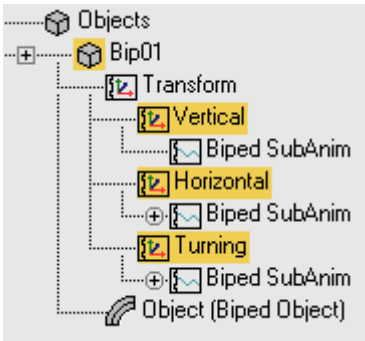 Objects
Bip01
Transform
Vertical
Biped SubAnim
Horizontal
Biped SubAnim
Turning
Biped SubAnim
Object (Biped Object)